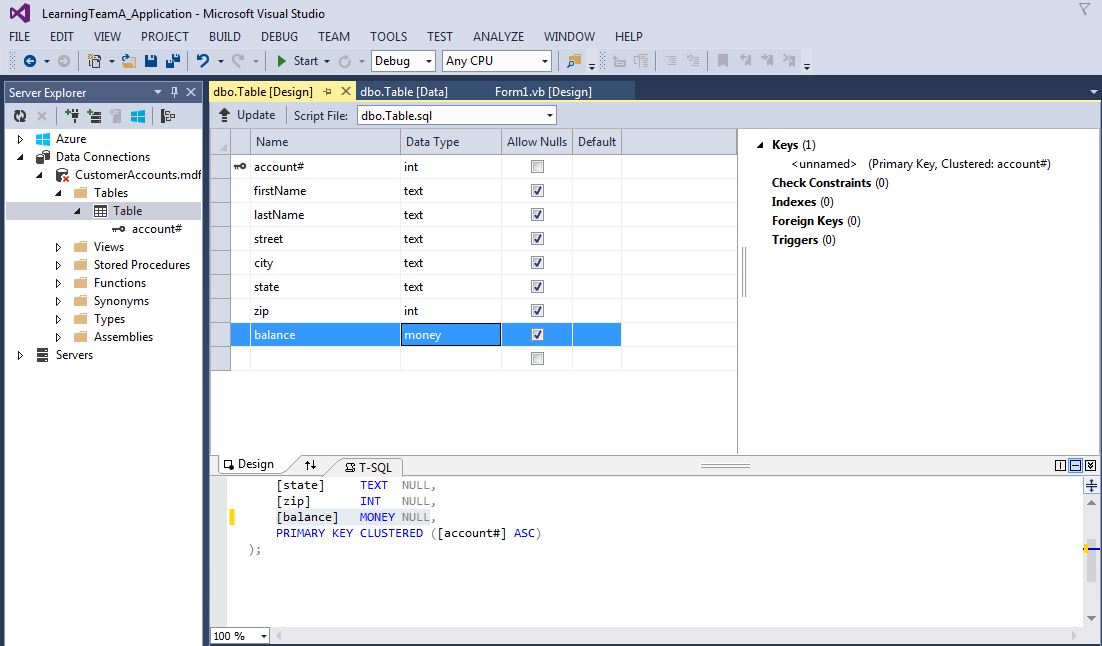 LearningTeamA_Application - Microsoft Visual Studio
FILE EDIT VIEW PROJECT BUILD DEBUG TEAM TOOLS TEST ANALYZE WINDOW HELP
Start Debug Any CPU
Server Explorer
Azure
Data Connections
CustomerAccounts.mdf
Tables
Table
account#
Views
Stored Procedures
Functions
Synonyms
Types
Assemblies
Servers
dbo.Table [Design] dbo.Table [Data] Form1.vb [Design]
Update Script File: dbo.Table.sql
Name Data Type Allow Nulls Default
account# int
firstName text
lastName text
street text
city text
state text
zip int
balance money
Keys (1)
<unnamed> (Primary Key, Clustered: account#)
Check Constraints (0)
Indexes (0)
Foreign Keys (0)
Triggers (0)
Design T-SQL
[state] TEXT NULL,
[zip] INT NULL,
[balance] MONEY NULL,
PRIMARY KEY CLUSTERED ([account#] ASC)
);
100 %